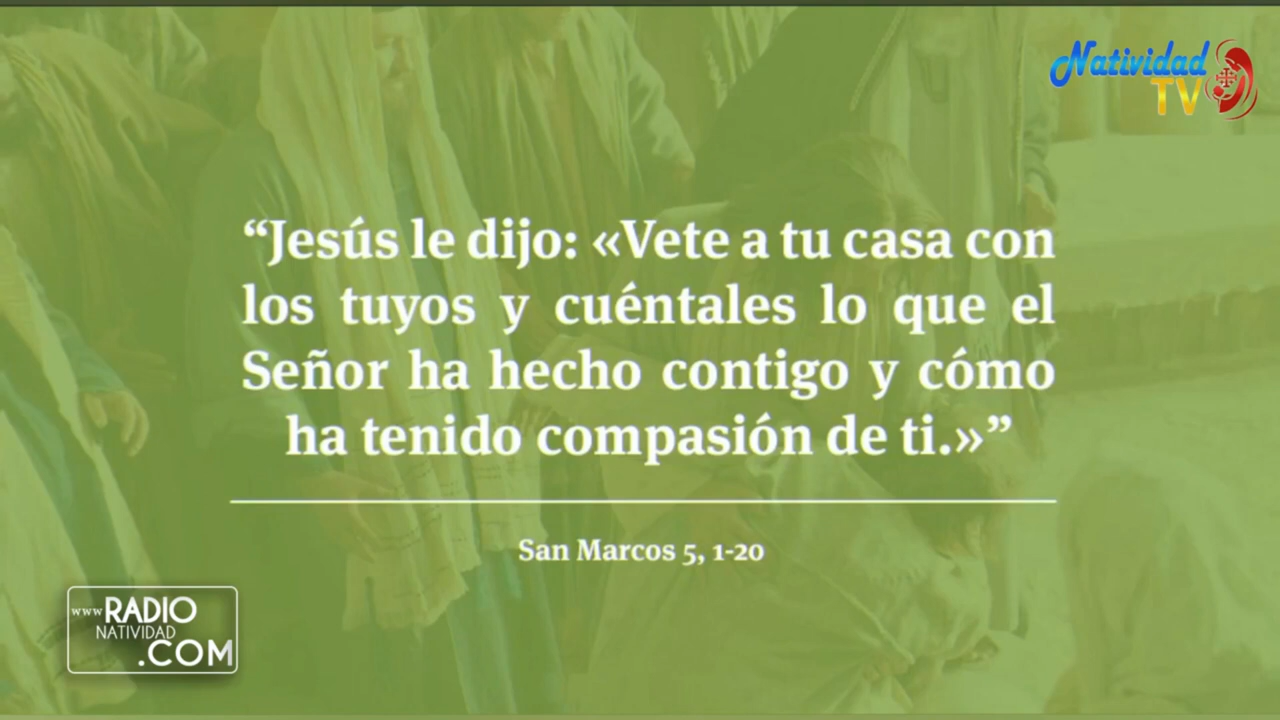 Natividad
TV
“Jesús le dijo: «Vete a tu casa con
los tuyos y cuéntales lo que el
Señor ha hecho contigo y cómo
ha tenido compasión de ti.»”
San Marcos 5, 1-20
www RADIO
NATIVIDAD
.COM